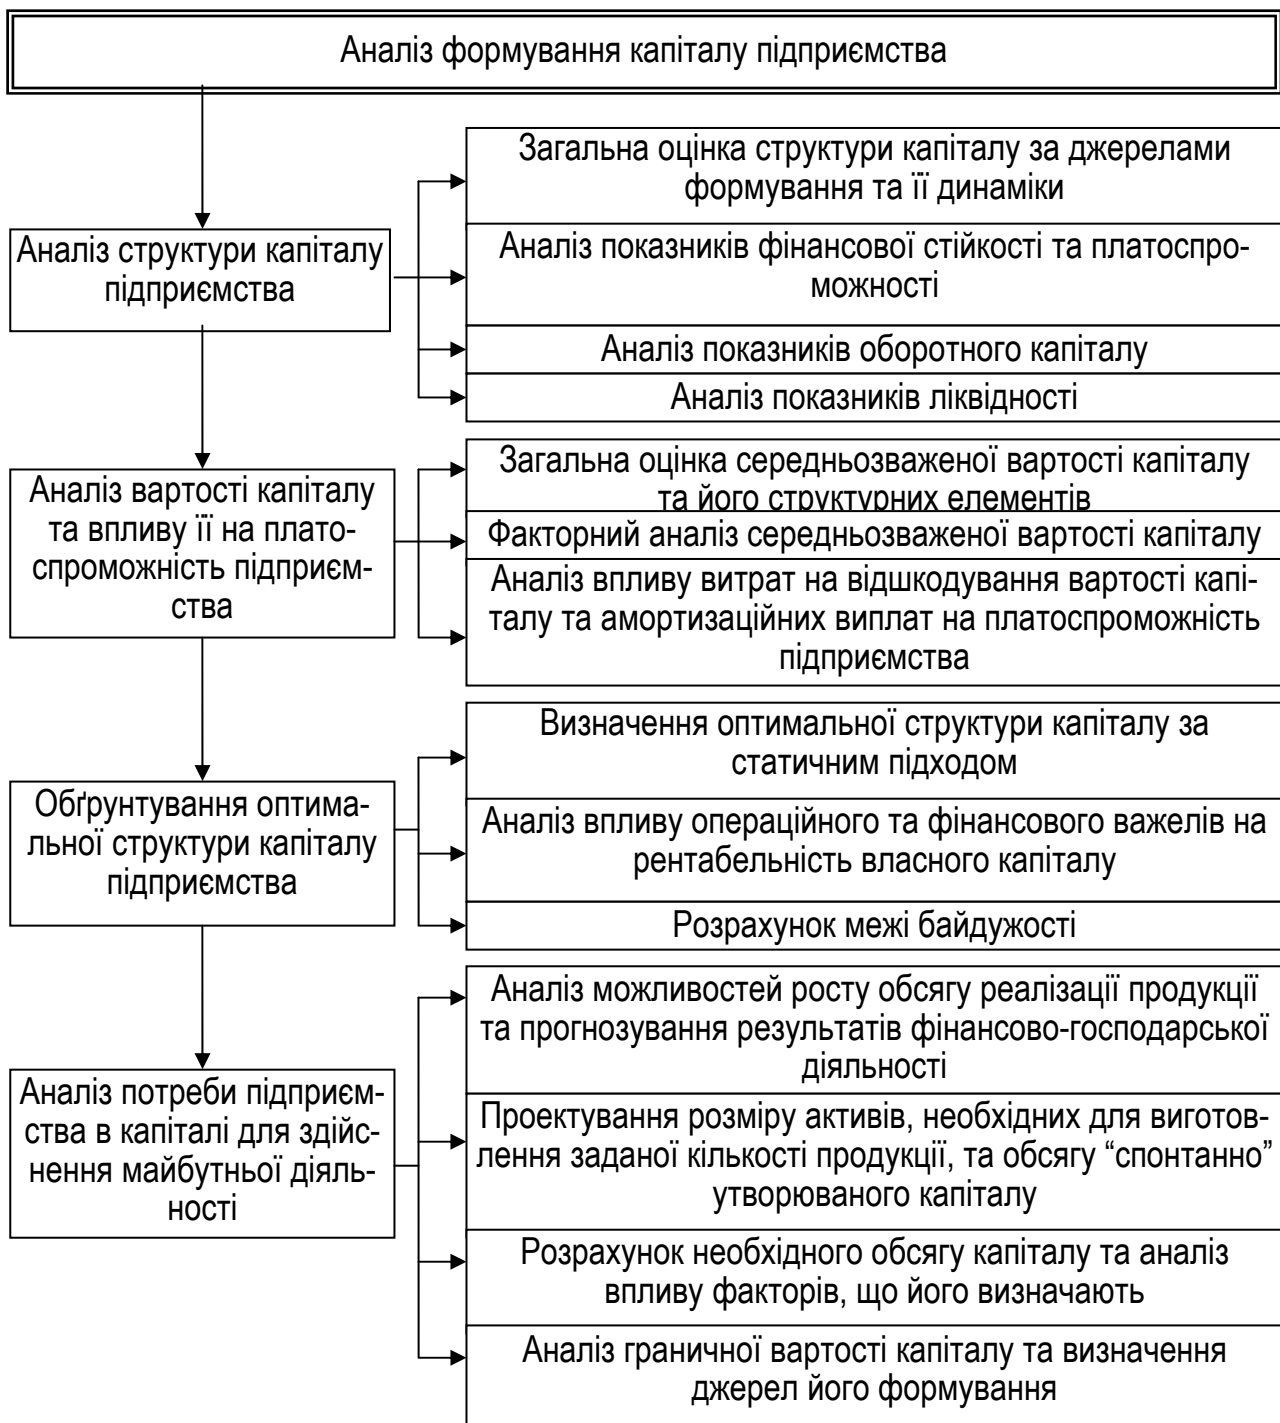 Аналіз формування капіталу підприємства
Загальна оцінка структури капіталу за джерелами
формування та її динаміки
Аналіз структури капіталу
підприємства
Аналіз показників фінансової стійкості та платоспро-
можності
Аналіз показників оборотного капіталу
Аналіз показників ліквідності
Аналіз вартості капіталу
та впливу її на плато-
спроможність підприєм-
ства
Загальна оцінка середньозваженої вартості капіталу
та його структурних елементів
Факторний аналіз середньозваженої вартості капіталу
Аналіз впливу витрат на відшкодування вартості капі-
талу та амортизаційних виплат на платоспроможність
підприємства
Обґрунтування оптима-
льної структури капіталу
підприємства
Визначення оптимальної структури капіталу за
статичним підходом
Аналіз впливу операційного та фінансового важелів на
рентабельність власного капіталу
Розрахунок межі байдужості
Аналіз потреби підприєм-
ства в капіталі для здійс-
нення майбутньої діяль-
ності
Аналіз можливостей росту обсягу реалізації продукції
та прогнозування результатів фінансово-господарської
діяльності
Проектування розміру активів, необхідних для виготов-
лення заданої кількості продукції, та обсягу “спонтанно”
утворюваного капіталу
Розрахунок необхідного обсягу капіталу та аналіз
впливу факторів, що його визначають
Аналіз граничної вартості капіталу та визначення
джерел його формування